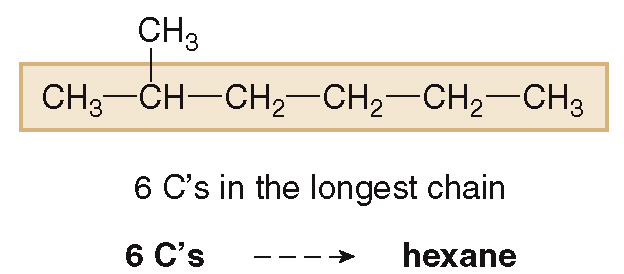 CH₃
CH₃—CH—CH₂—CH₂—CH₂—CH₃
6 C’s in the longest chain
6 C’s ----→ hexane